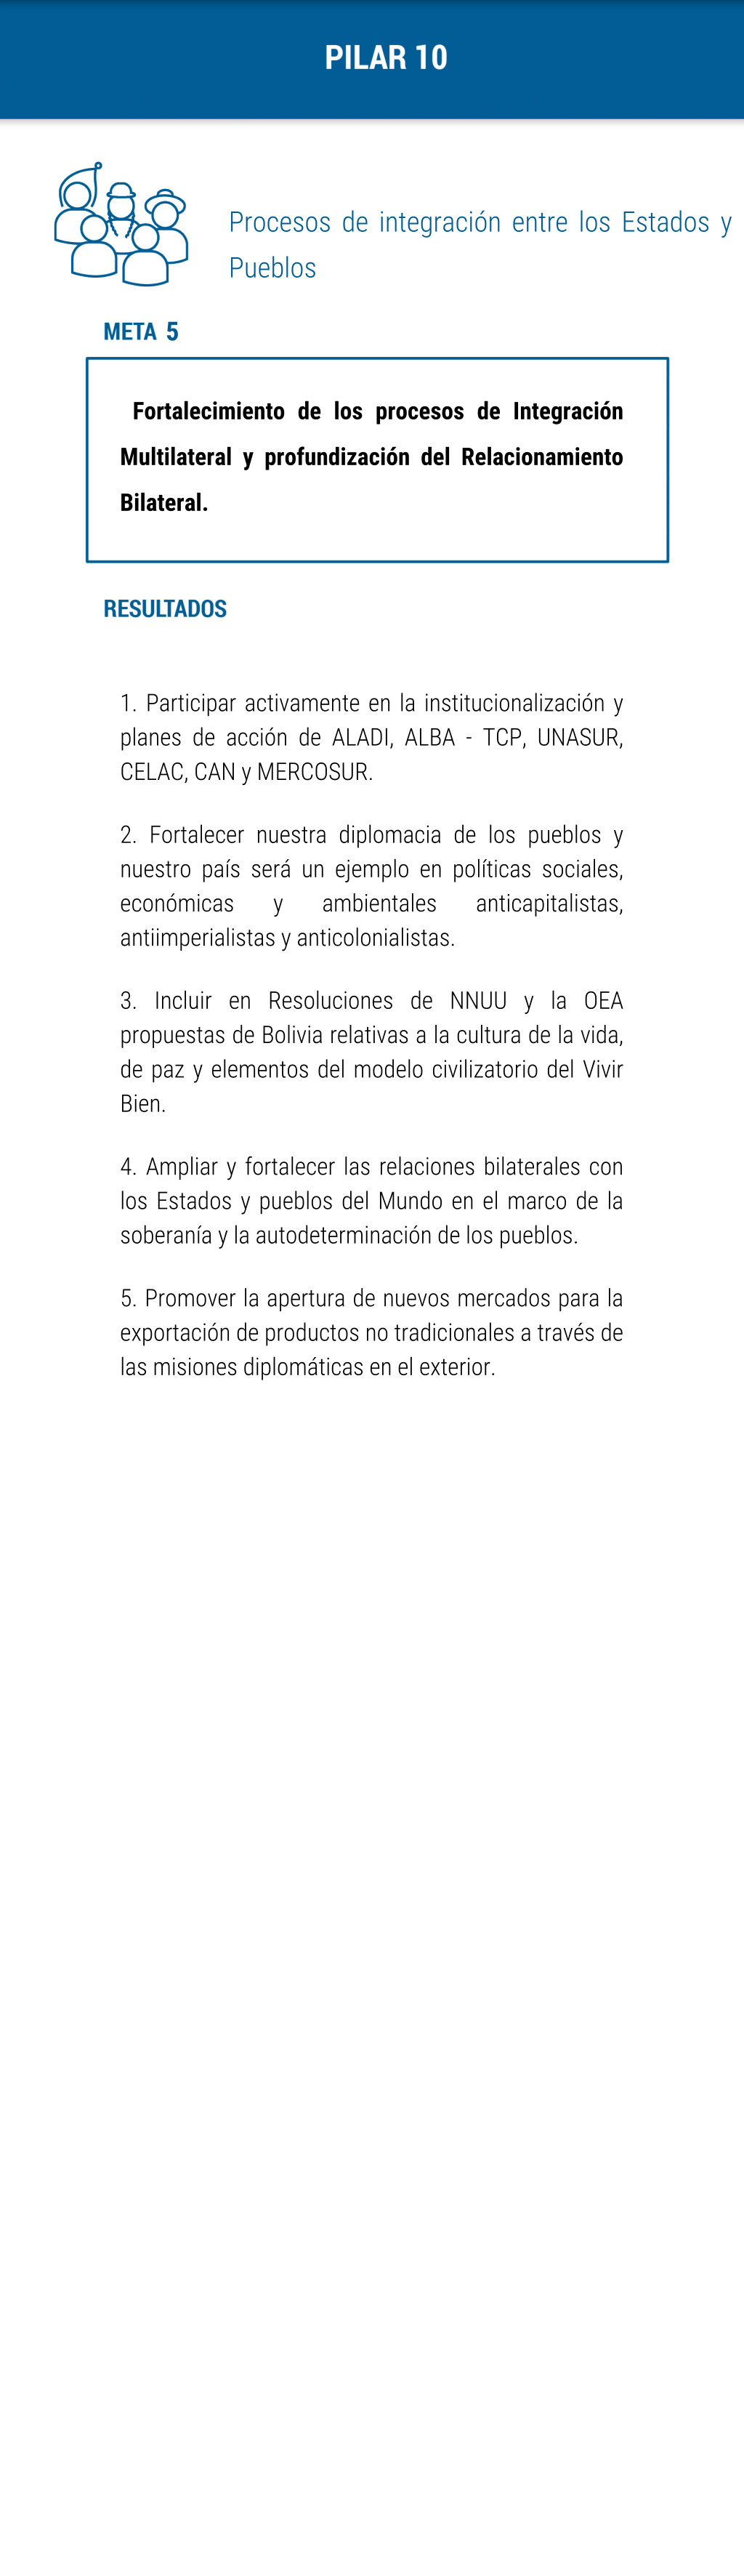 PILAR 10
Procesos de integración entre los Estados y
Pueblos
META 5
Fortalecimiento de los procesos de Integración
Multilateral y profundización del Relacionamiento
Bilateral.
RESULTADOS
1. Participar activamente en la institucionalización y
planes de acción de ALADI, ALBA - TCP, UNASUR,
CELAC, CAN y MERCOSUR.
2. Fortalecer nuestra diplomacia de los pueblos y
nuestro país será un ejemplo en políticas sociales,
económicas y ambientales anticapitalistas,
antiimperialistas y anticolonialistas.
3. Incluir en Resoluciones de NNUU y la OEA
propuestas de Bolivia relativas a la cultura de la vida,
de paz y elementos del modelo civilizatorio del Vivir
Bien.
4. Ampliar y fortalecer las relaciones bilaterales con
los Estados y pueblos del Mundo en el marco de la
soberanía y la autodeterminación de los pueblos.
5. Promover la apertura de nuevos mercados para la
exportación de productos no tradicionales a través de
las misiones diplomáticas en el exterior.